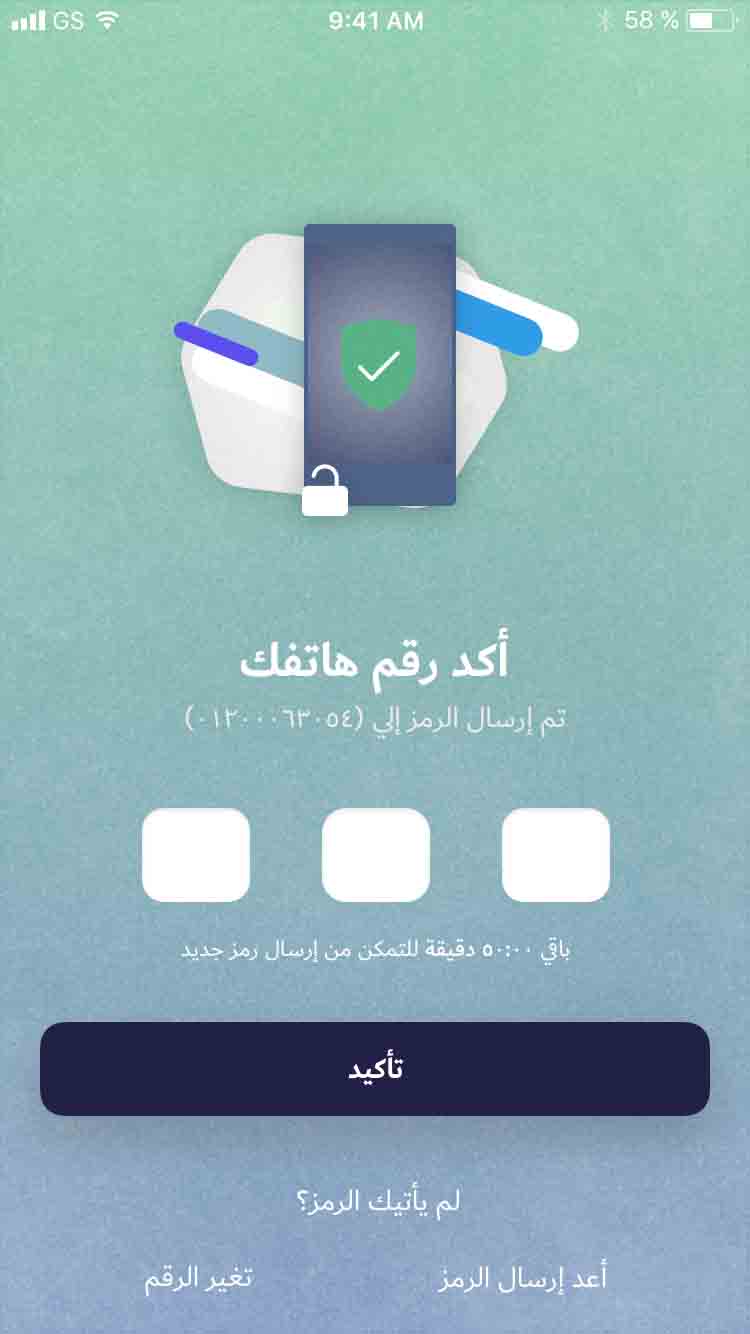 GS 9:41 AM 58 %
أكد رقم هاتفك
تم إرسال الرمز إلي (٠١٢٠٠٠٦٣٠٥٤)
باقي ٥٠:٠٠ دقيقة للتمكن من إرسال رمز جديد
تأكيد
لم يأتيك الرمز؟
أعد إرسال الرمز
تغير الرقم